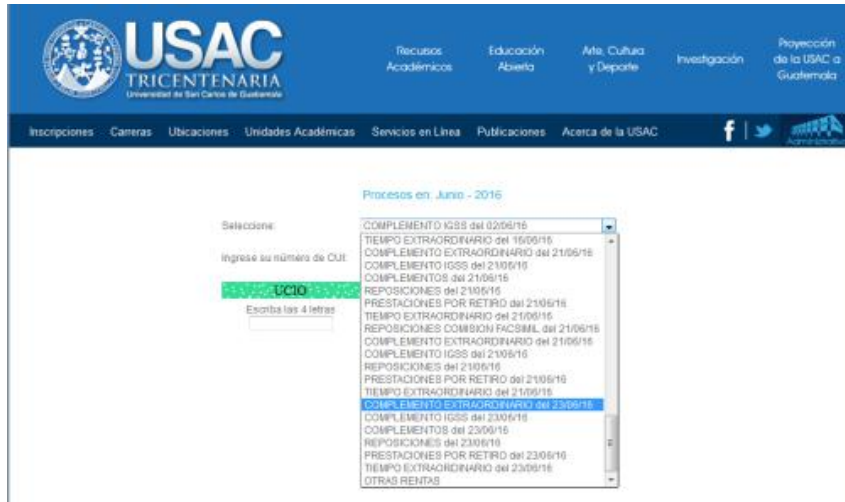 USAC
TRICENTENARIA
Universidad de San Carlos de Guatemala
Recursos
Académicos
Educación
Abierta
Arte, Cultura
y Deporte
Investigación
Proyección
de la USAC a
Guatemala
Inscripciones Carreras Ubicaciones Unidades Académicas Servicios en Línea Publicaciones Acerca de la USAC
Administrativo
Procesos en: Junio - 2016
Seleccione:
COMPLEMENTO IGSS del 02/06/16
TIEMPO EXTRAORDINARIO del 16/06/16
COMPLEMENTO EXTRAORDINARIO del 21/06/16
COMPLEMENTO IGSS del 21/06/16
COMPLEMENTOS del 21/06/16
REPOSICIONES del 21/06/16
PRESTACIONES POR RETIRO del 21/06/16
TIEMPO EXTRAORDINARIO del 21/06/16
REPOSICIONES COMISION FACSIMIL del 21/06/16
COMPLEMENTO EXTRAORDINARIO del 21/06/16
COMPLEMENTO IGSS del 21/06/16
REPOSICIONES del 21/06/16
PRESTACIONES POR RETIRO del 21/06/16
TIEMPO EXTRAORDINARIO del 21/06/16
COMPLEMENTO EXTRAORDINARIO del 23/06/16
COMPLEMENTO IGSS del 23/06/16
COMPLEMENTOS del 23/06/16
REPOSICIONES del 23/06/16
PRESTACIONES POR RETIRO del 23/06/16
TIEMPO EXTRAORDINARIO del 23/06/16
OTRAS RENTAS
Ingrese su número de CUI:
UCIO
Escriba las 4 letras